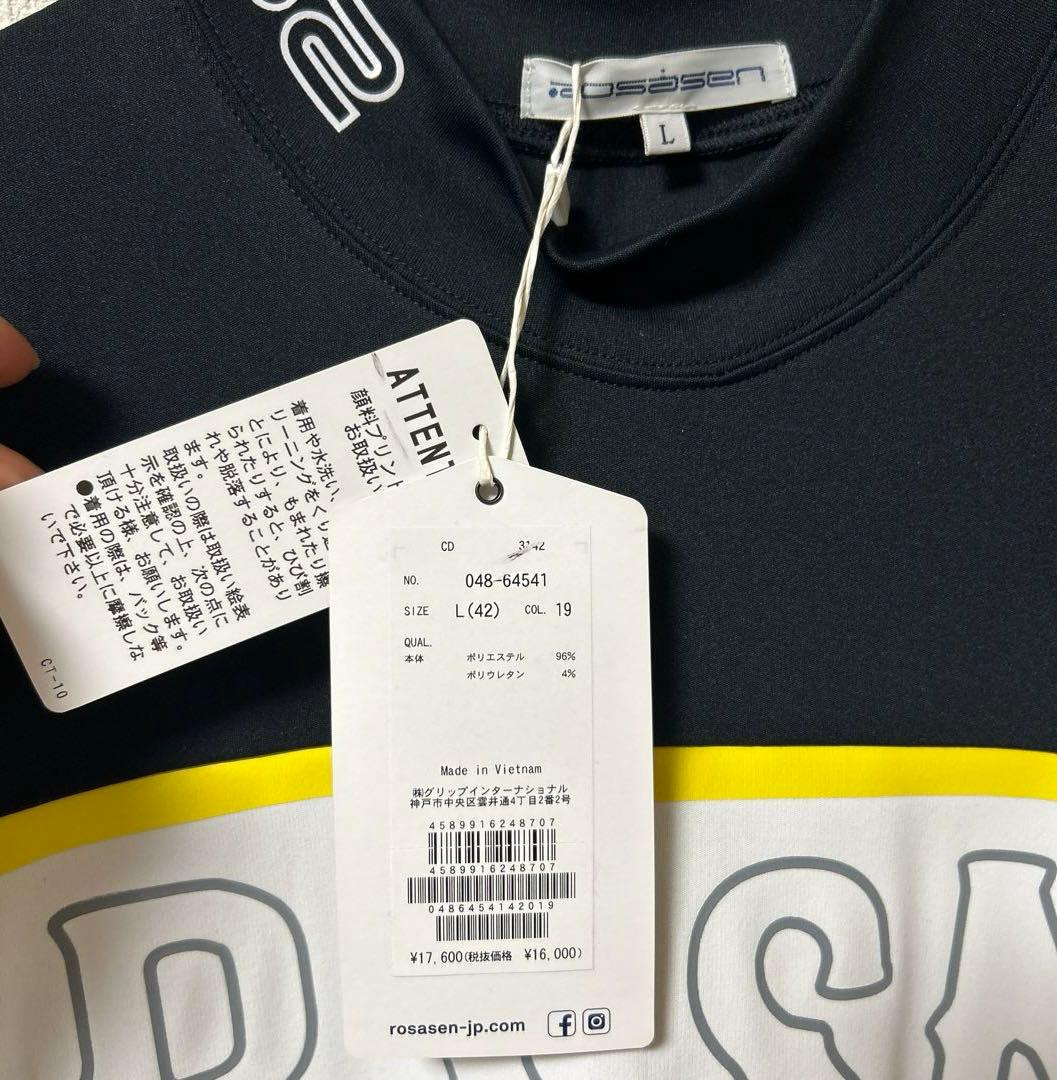 Rosasen
L
ATTENT
顔料プリント
お取扱い
着用や水洗い、
リーニングをくり返
とにより、もまれたり擦
られたりすると、ひび割
れや脱落することがあり
ます。
取扱いの際は取扱い絵表
示を確認の上、次の点に
十分注意して、お取扱い
頂ける様、お願いします。
●着用の際は、バック等
で必要以上に摩擦しな
いで下さい。
CT-10
CD 3142
NO. 048-64541
SIZE L(42) COL. 19
QUAL.
本体 ポリエステル 96%
ポリウレタン 4%
Made in Vietnam
㈱グリップインターナショナル
神戸市中央区雲井通4丁目2番2号
4589916248707
4589916248707
0486454142019
¥17,600(税抜価格 ¥16,000)
rosasen-jp.com